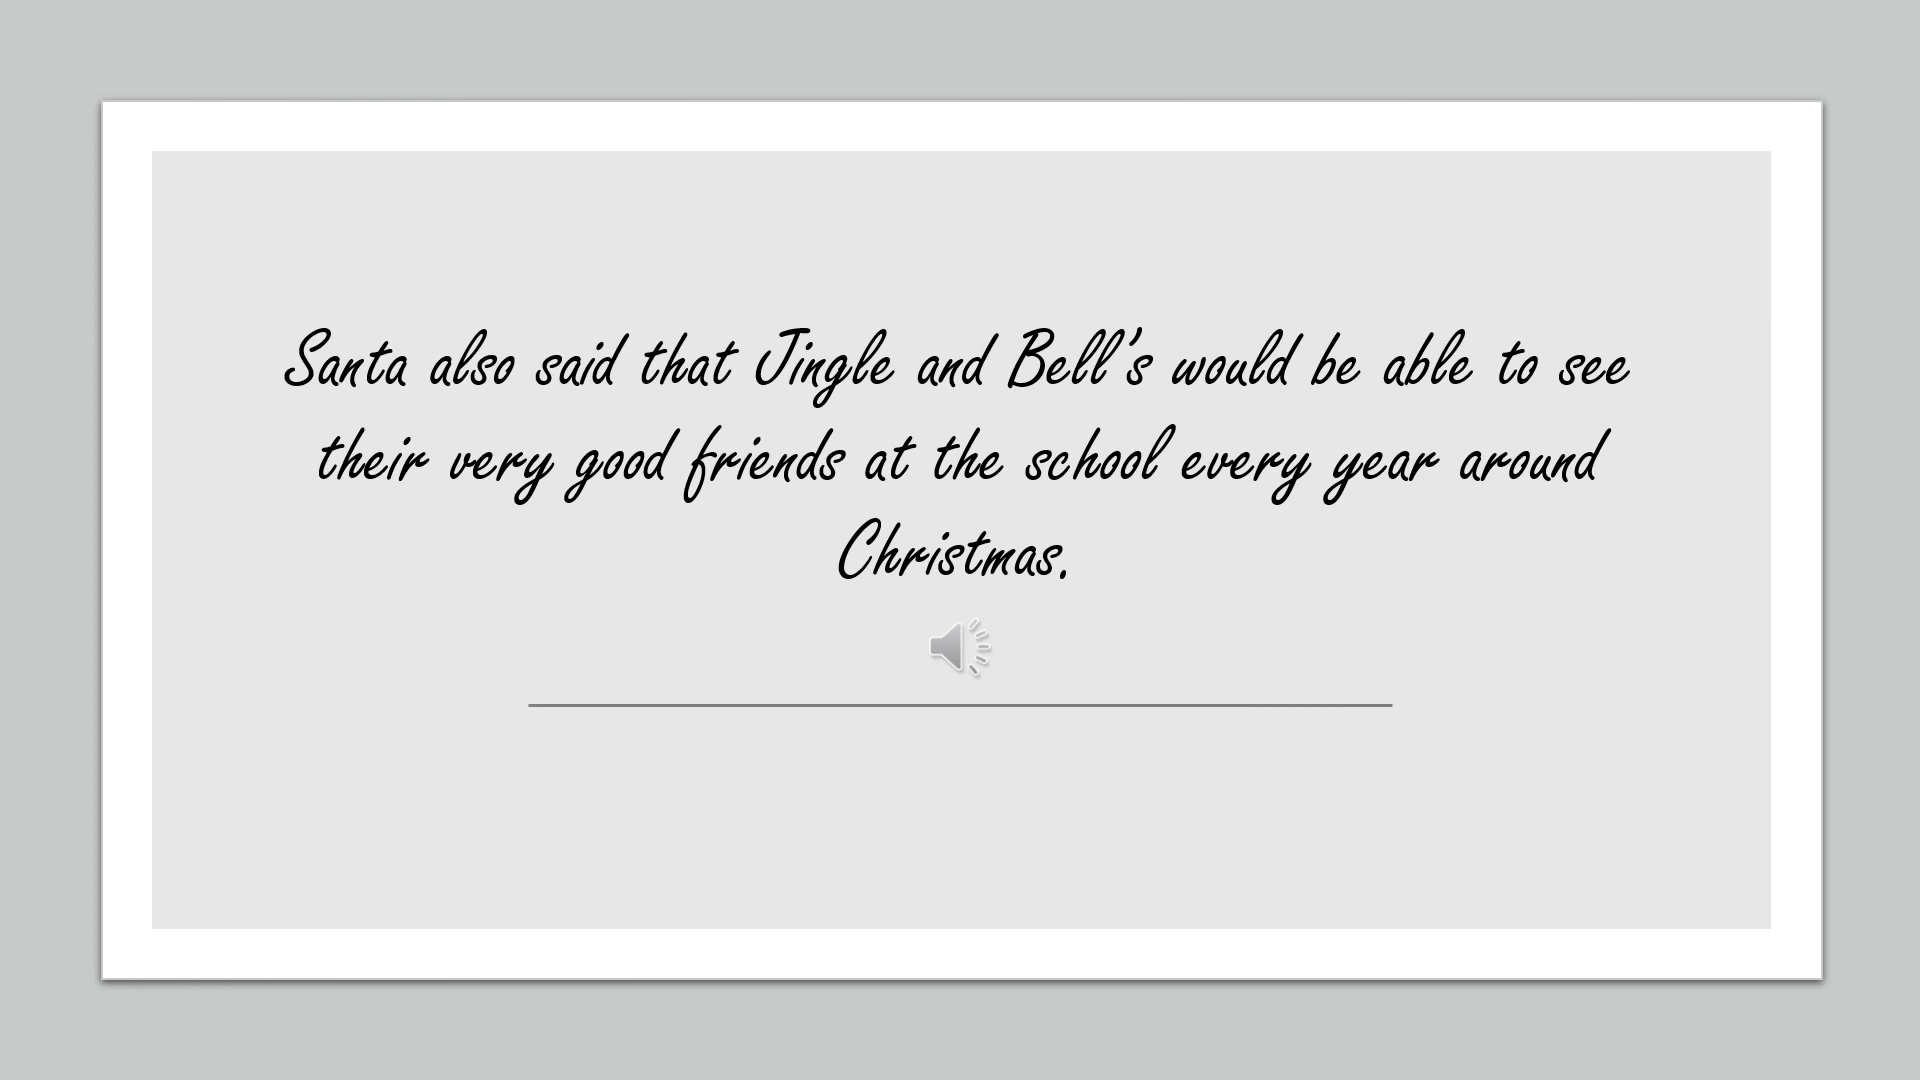 Santa also said that Jingle and Bell's would be able to see
their very good friends at the school every year around
Christmas.